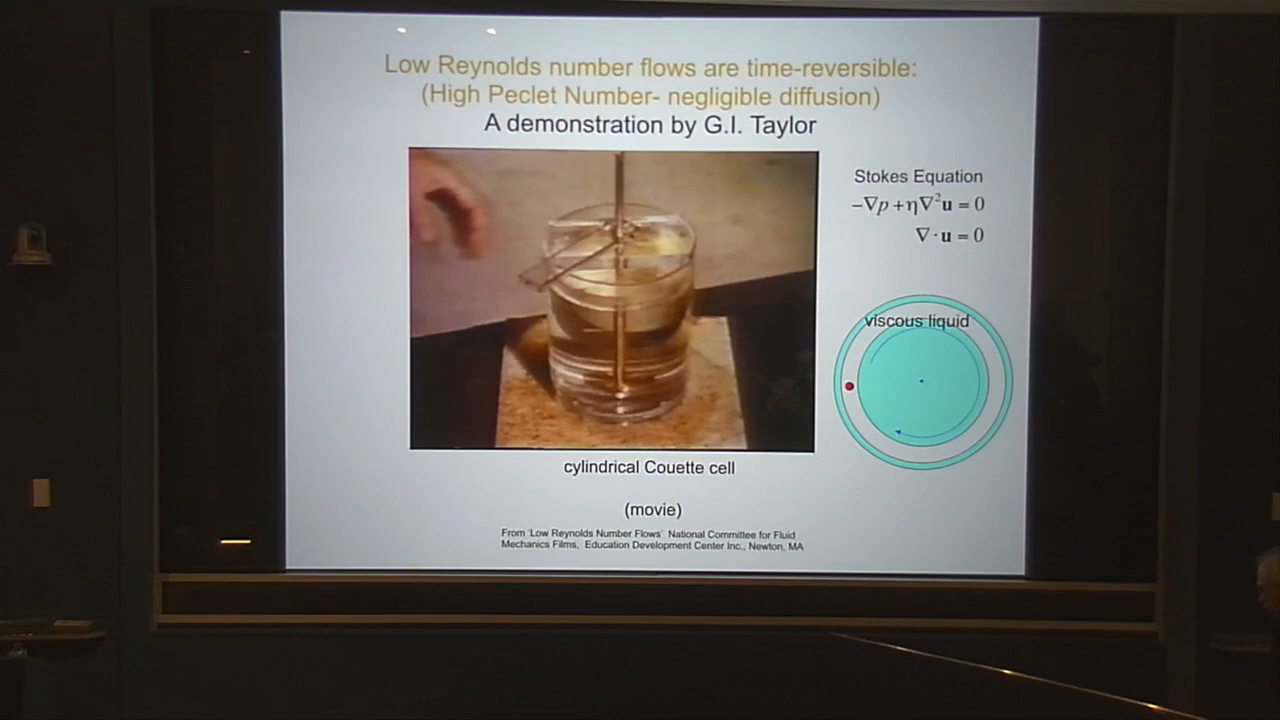 Low Reynolds number flows are time-reversible:
(High Peclet Number- negligible diffusion)
A demonstration by G.I. Taylor
Stokes Equation
−∇p + η∇²u = 0
∇·u = 0
viscous liquid
cylindrical Couette cell
(movie)
From 'Low Reynolds Number Flows' National Committee for Fluid
Mechanics Films, Education Development Center Inc., Newton, MA